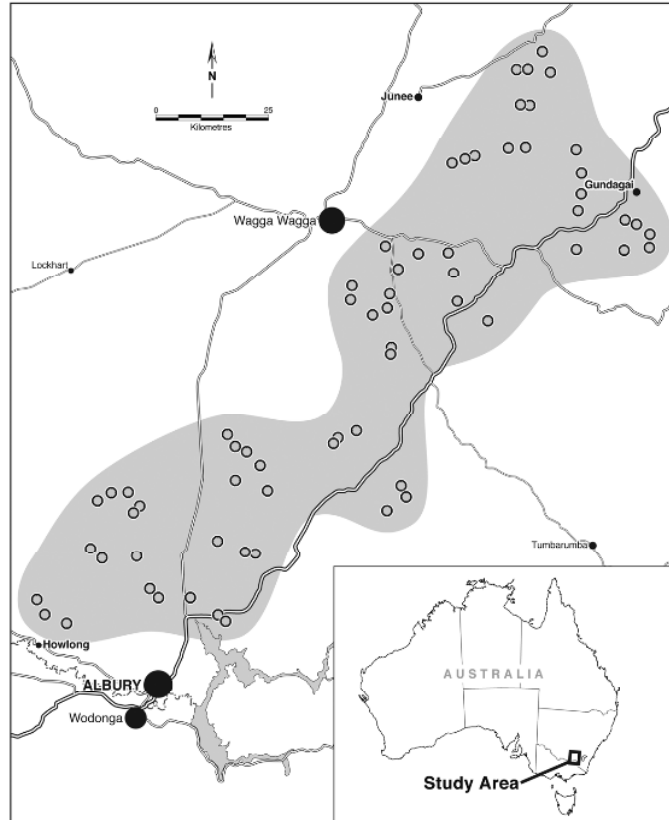 N
0 25
Kilometres
Junee
Gundagai
Wagga Wagga
Lockhart
Tumbarumba
Howlong
ALBURY
Wodonga
AUSTRALIA
Study Area